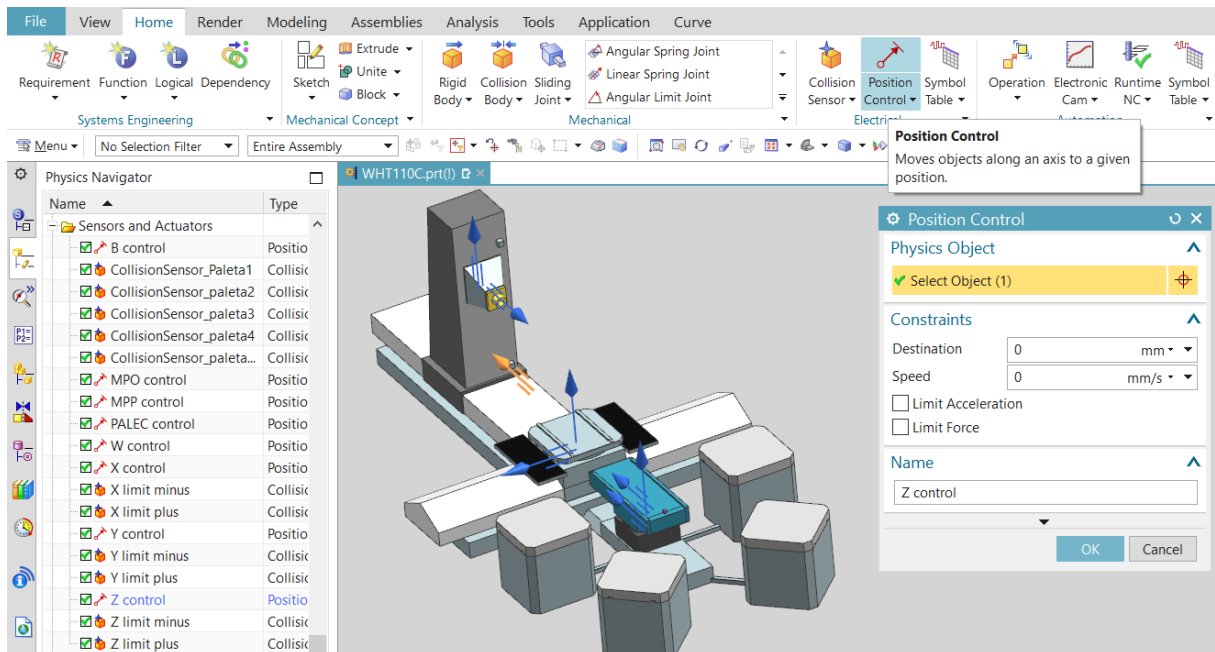 File View Home Render Modeling Assemblies Analysis Tools Application Curve
Requirement Function Logical Dependency
Systems Engineering
Sketch
Extrude
Unite
Block
Mechanical Concept
Rigid Body
Collision Body
Sliding Joint
Angular Spring Joint
Linear Spring Joint
Angular Limit Joint
Mechanical
Collision Sensor
Position Control
Symbol Table
Electrical
Operation
Electronic Cam
Runtime NC
Symbol Table
Automation
Menu No Selection Filter Entire Assembly
Position Control
Moves objects along an axis to a given
position.
Physics Navigator
WHT110C.prt(!)
Name Type
Sensors and Actuators
B control Positio
CollisionSensor_Paleta1 Collisic
CollisionSensor_paleta2 Collisic
CollisionSensor_paleta3 Collisic
CollisionSensor_paleta4 Collisic
CollisionSensor_paleta... Collisic
MPO control Positio
MPP control Positio
PALEC control Positio
W control Positio
X control Positio
X limit minus Collisic
X limit plus Collisic
Y control Positio
Y limit minus Collisic
Y limit plus Collisic
Z control Positio
Z limit minus Collisic
Z limit plus Collisic
P1=
P2=
Position Control
Physics Object
Select Object (1)
Constraints
Destination 0 mm
Speed 0 mm/s
Limit Acceleration
Limit Force
Name
Z control
OK Cancel